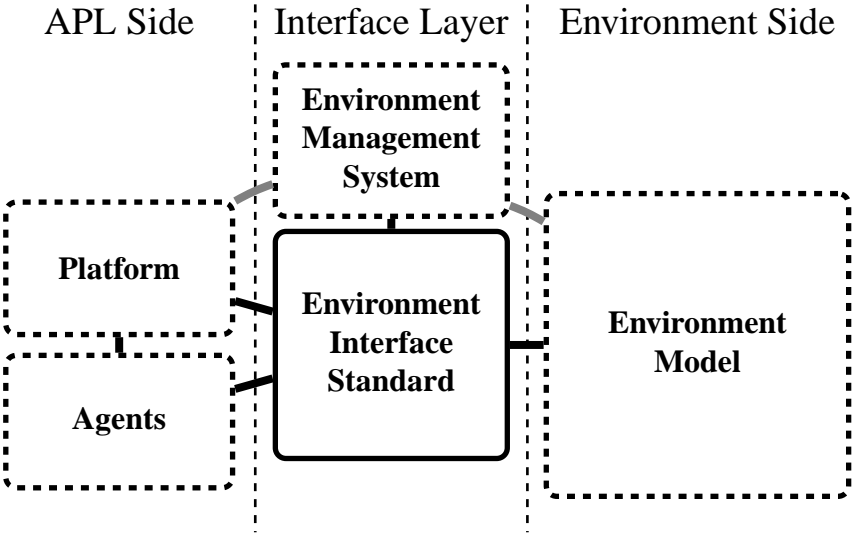 APL Side
Interface Layer
Environment Side
Environment
Management
System
Platform
Environment
Interface
Standard
Environment
Model
Agents